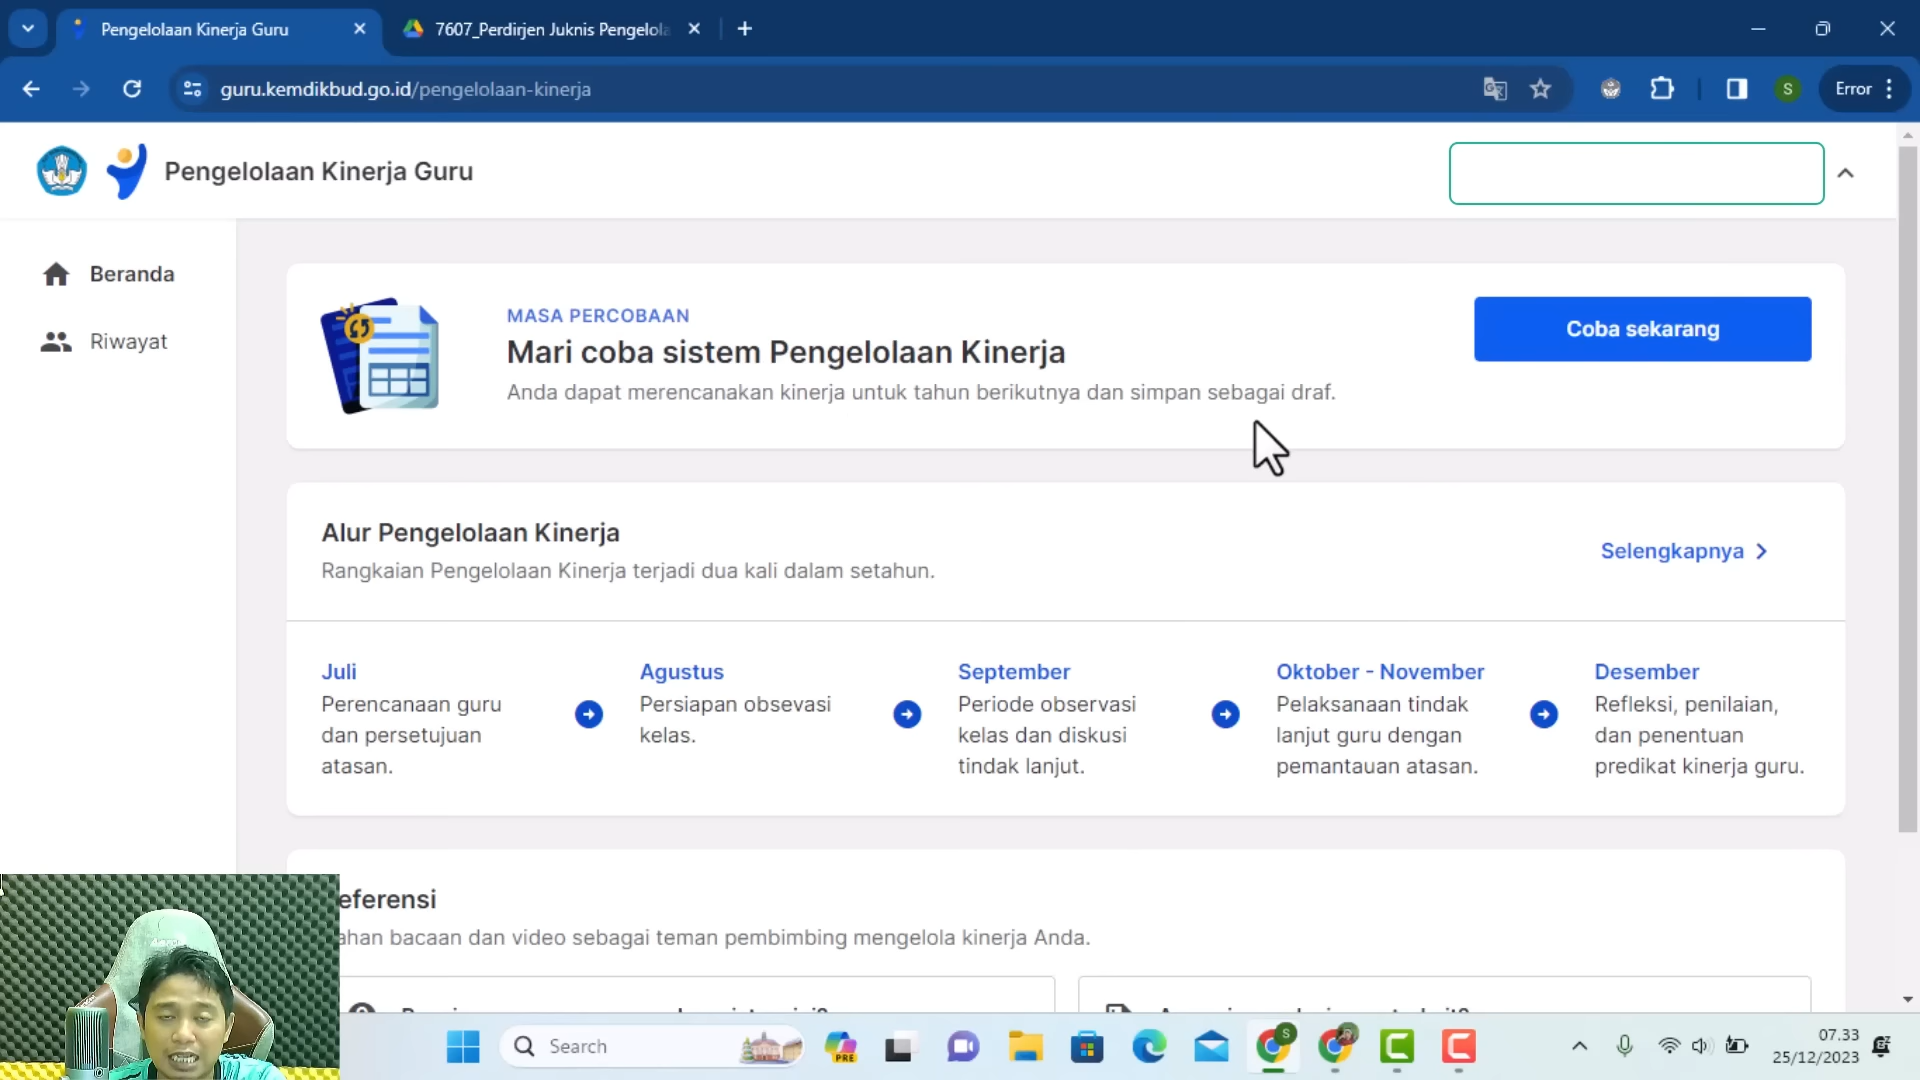 Pengelolaan Kinerja Guru
7607_Perdirjen Juknis Pengelola
guru.kemdikbud.go.id/pengelolaan-kinerja
S
Error
Pengelolaan Kinerja Guru
Beranda
Riwayat
MASA PERCOBAAN
Mari coba sistem Pengelolaan Kinerja
Anda dapat merencanakan kinerja untuk tahun berikutnya dan simpan sebagai draf.
Coba sekarang
Alur Pengelolaan Kinerja
Rangkaian Pengelolaan Kinerja terjadi dua kali dalam setahun.
Selengkapnya
Juli
Perencanaan guru
dan persetujuan
atasan.
Agustus
Persiapan obsevasi
kelas.
September
Periode observasi
kelas dan diskusi
tindak lanjut.
Oktober - November
Pelaksanaan tindak
lanjut guru dengan
pemantauan atasan.
Desember
Refleksi, penilaian,
dan penentuan
predikat kinerja guru.
eferensi
ahan bacaan dan video sebagai teman pembimbing mengelola kinerja Anda.
Search
PRE
S
07.33
25/12/2023